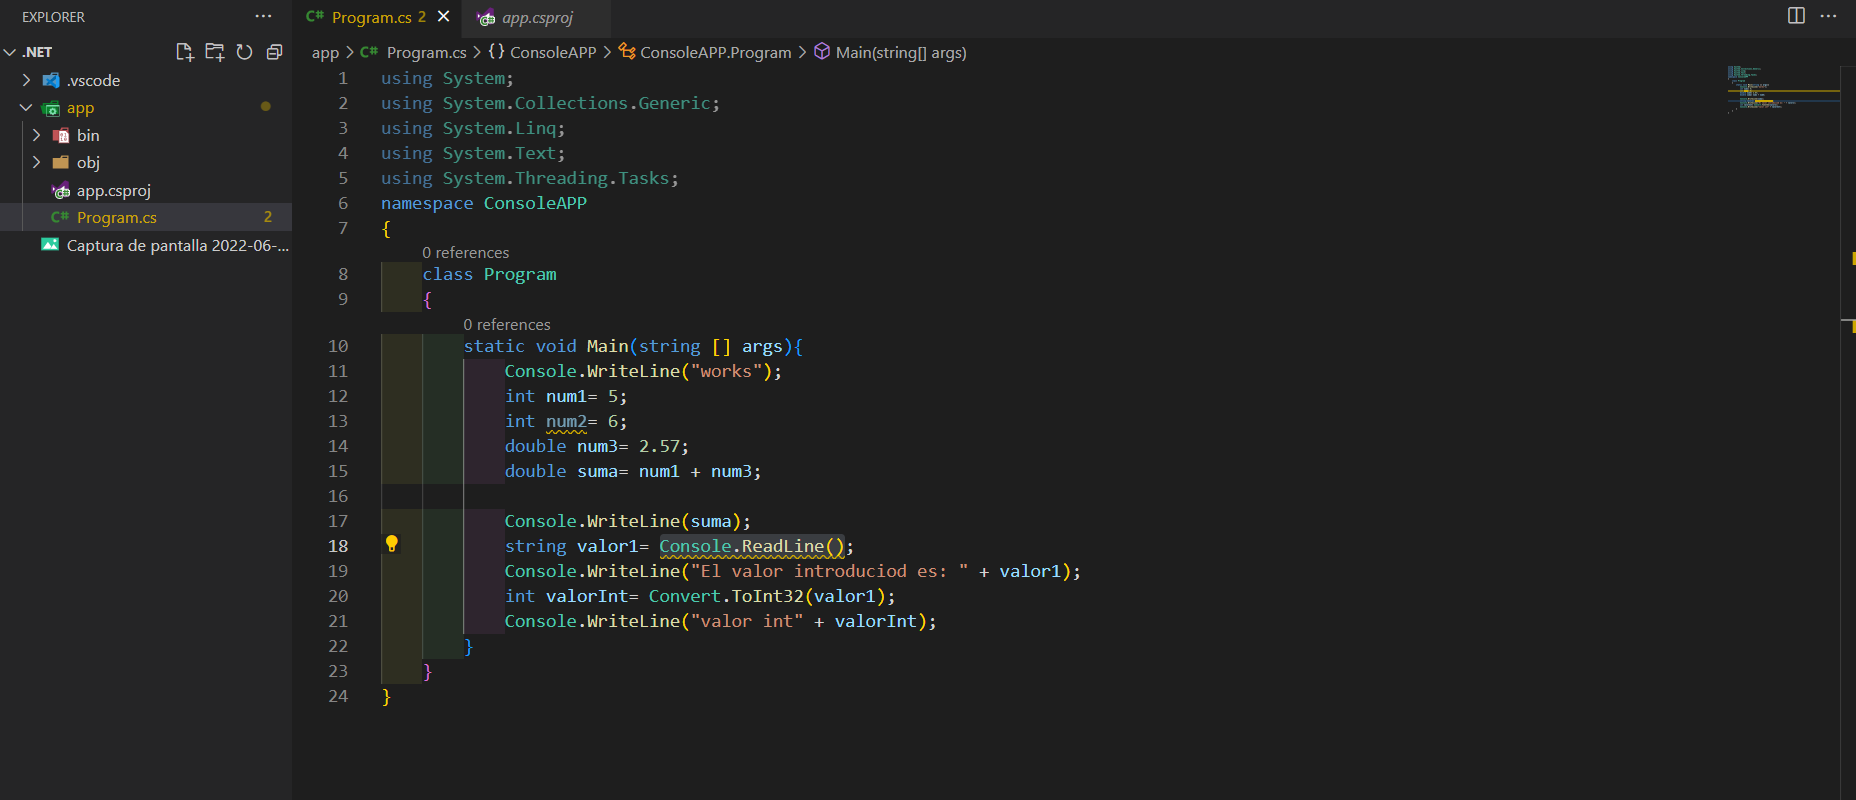 EXPLORER ···
.NET
.vscode
app
bin
obj
app.csproj
C# Program.cs 2
Captura de pantalla 2022-06-...
C# Program.cs 2 × app.csproj ···
app > C# Program.cs > {} ConsoleAPP > ConsoleAPP.Program > Main(string[] args)
1 using System;
2 using System.Collections.Generic;
3 using System.Linq;
4 using System.Text;
5 using System.Threading.Tasks;
6 namespace ConsoleAPP
7 {
0 references
8 class Program
9 {
0 references
10 static void Main(string [] args){
11 Console.WriteLine("works");
12 int num1= 5;
13 int num2= 6;
14 double num3= 2.57;
15 double suma= num1 + num3;
16
17 Console.WriteLine(suma);
18 string valor1= Console.ReadLine();
19 Console.WriteLine("El valor introduciod es: " + valor1);
20 int valorInt= Convert.ToInt32(valor1);
21 Console.WriteLine("valor int" + valorInt);
22 }
23 }
24 }